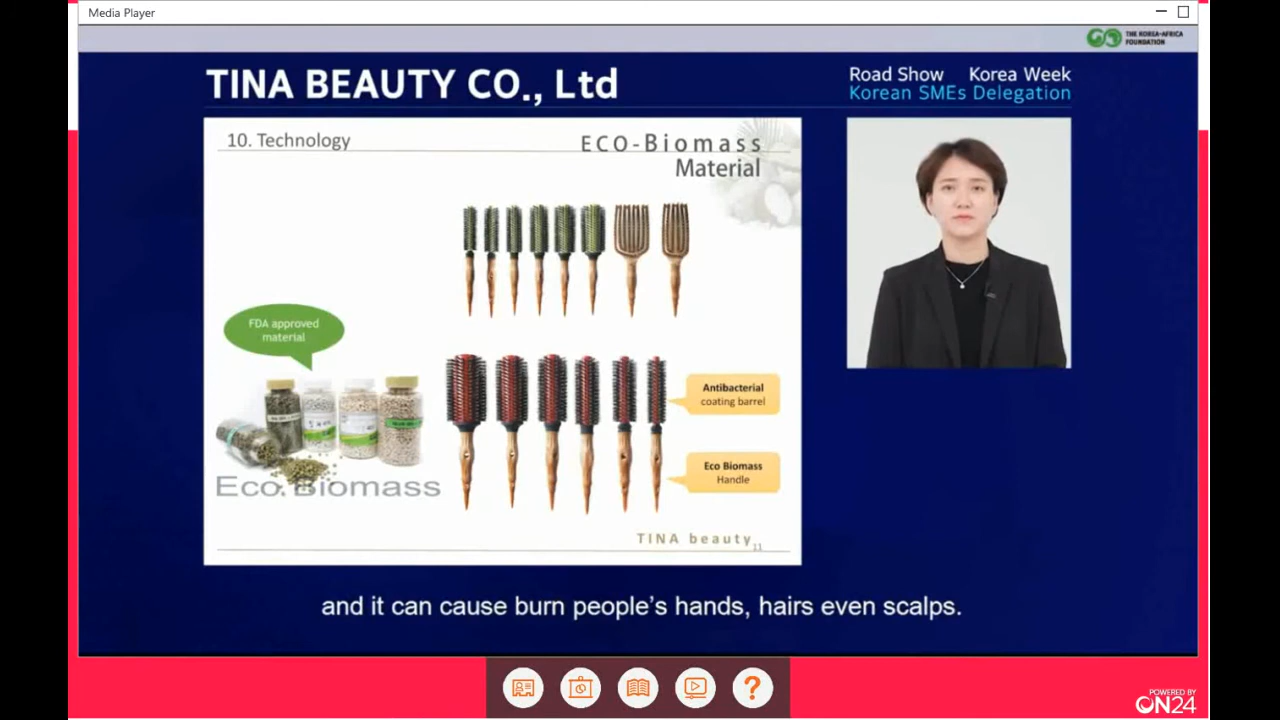 Media Player
THE KOREA-AFRICA
FOUNDATION
TINA BEAUTY CO., Ltd
Road Show Korea Week
Korean SMEs Delegation
10. Technology
ECO-Biomass
Material
FDA approved
material
Antibacterial
coating barrel
Eco Biomass
Handle
Eco. Biomass
TINA beauty
11
and it can cause burn people's hands, hairs even scalps.
POWERED BY
ON24